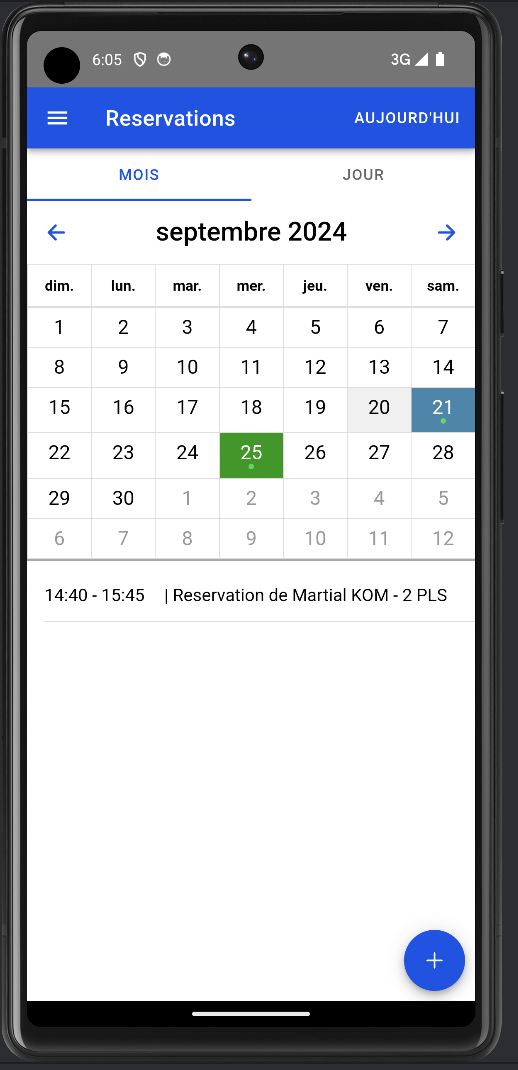 6:05 3G
Reservations AUJOURD'HUI
MOIS JOUR
septembre 2024
dim. lun. mar. mer. jeu. ven. sam.
1 2 3 4 5 6 7
8 9 10 11 12 13 14
15 16 17 18 19 20 21
22 23 24 25 26 27 28
29 30 1 2 3 4 5
6 7 8 9 10 11 12
14:40 - 15:45 | Reservation de Martial KOM - 2 PLS